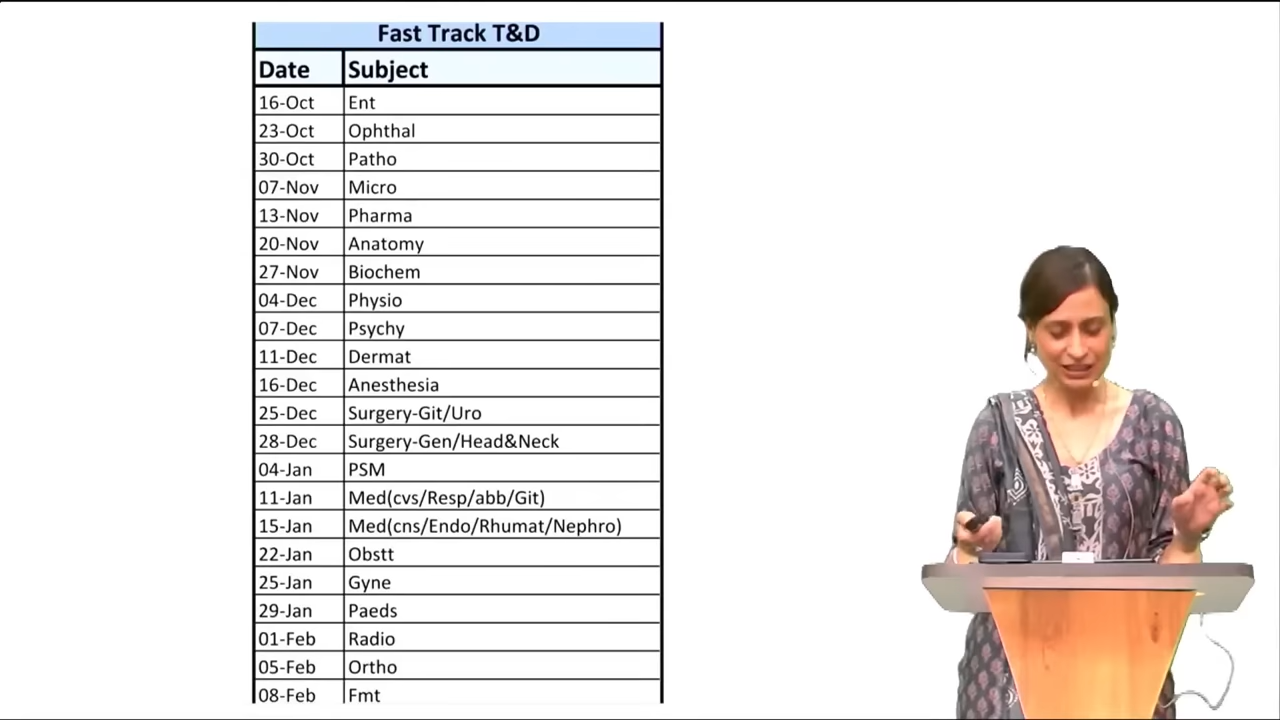 Fast Track T&D
Date Subject
16-Oct Ent
23-Oct Ophthal
30-Oct Patho
07-Nov Micro
13-Nov Pharma
20-Nov Anatomy
27-Nov Biochem
04-Dec Physio
07-Dec Psychy
11-Dec Dermat
16-Dec Anesthesia
25-Dec Surgery-Git/Uro
28-Dec Surgery-Gen/Head&Neck
04-Jan PSM
11-Jan Med(cvs/Resp/abb/Git)
15-Jan Med(cns/Endo/Rhumat/Nephro)
22-Jan Obstt
25-Jan Gyne
29-Jan Paeds
01-Feb Radio
05-Feb Ortho
08-Feb Fmt